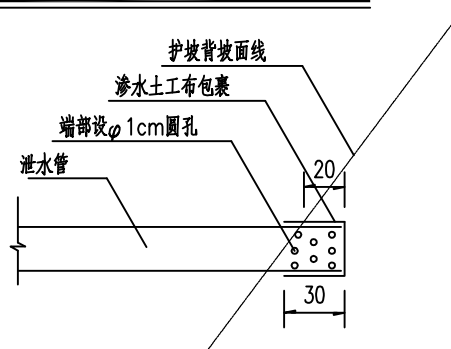 护坡背坡面线
渗水土工布包裹
端部设φ1cm圆孔
泄水管
20
30